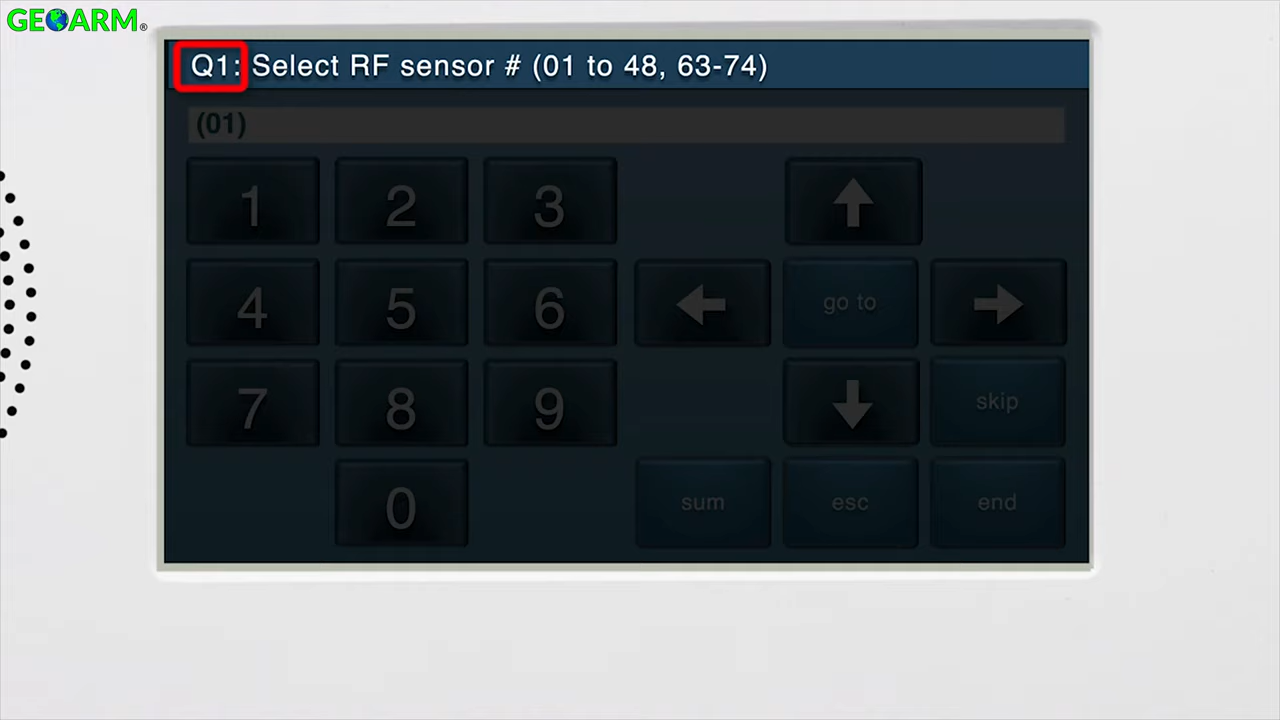 GEOARM®
Q1: Select RF sensor # (01 to 48, 63-74)
(01)
1 2 3
4 5 6 go to
7 8 9 skip
0 sum esc end